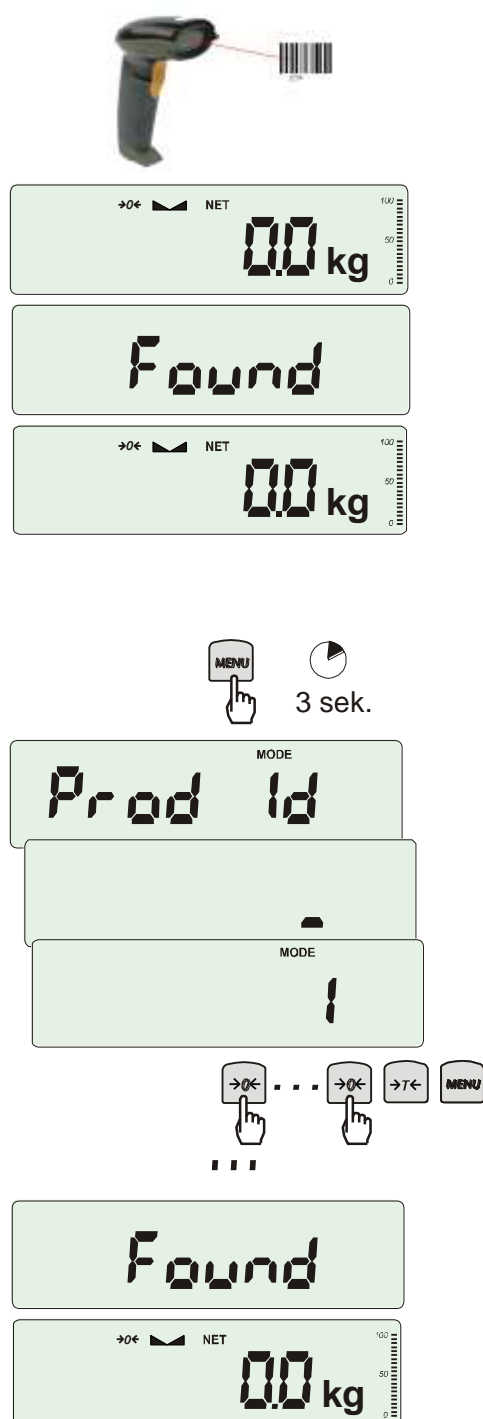 →0← NET 100
50
0.0 kg
0
Found
→0← NET 100
50
0.0 kg
0
MENU
3 sek.
MODE
Prod Id
-
MODE
1
→0← . . . →0← →T← MENU
...
Found
→0← NET 100
50
0.0 kg
0